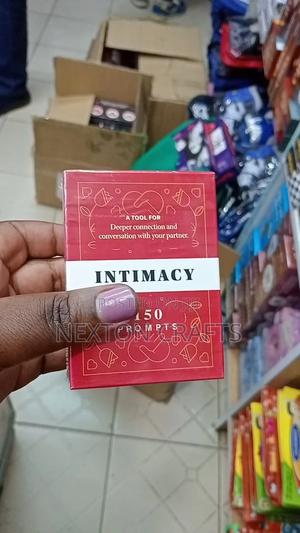 A TOOL FOR
Deeper connection and
conversation with your partner.
INTIMACY
150
PROMPTS
NEXTON CRAFTS